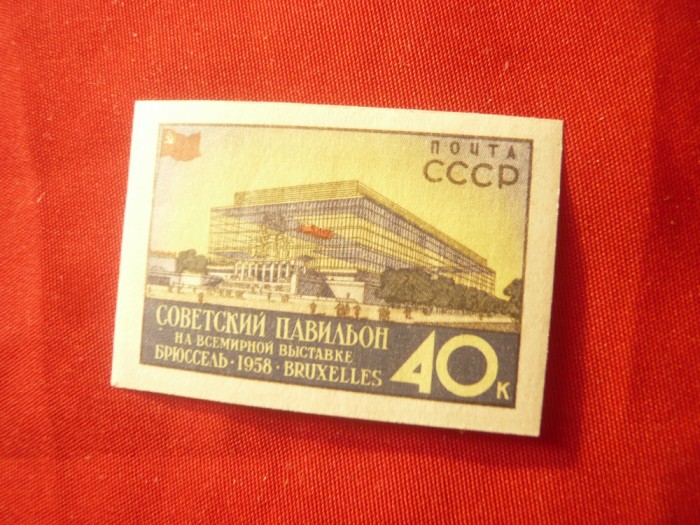 ПОЧТА
СССР
СОВЕТСКИЙ ПАВИЛЬОН
НА ВСЕМИРНОЙ ВЫСТАВКЕ
БРЮССЕЛЬ · 1958 · BRUXELLES
40 К